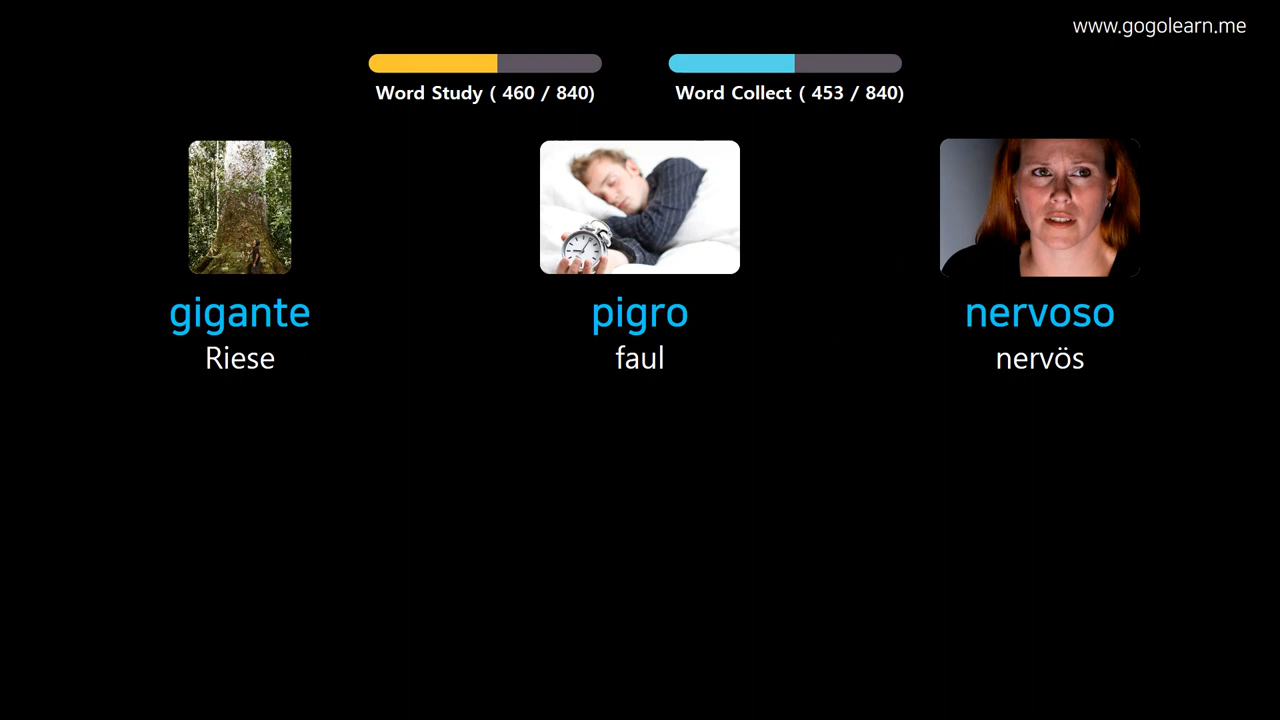 www.gogolearn.me
Word Study ( 460 / 840)
Word Collect ( 453 / 840)
gigante
pigro
nervoso
Riese
faul
nervös